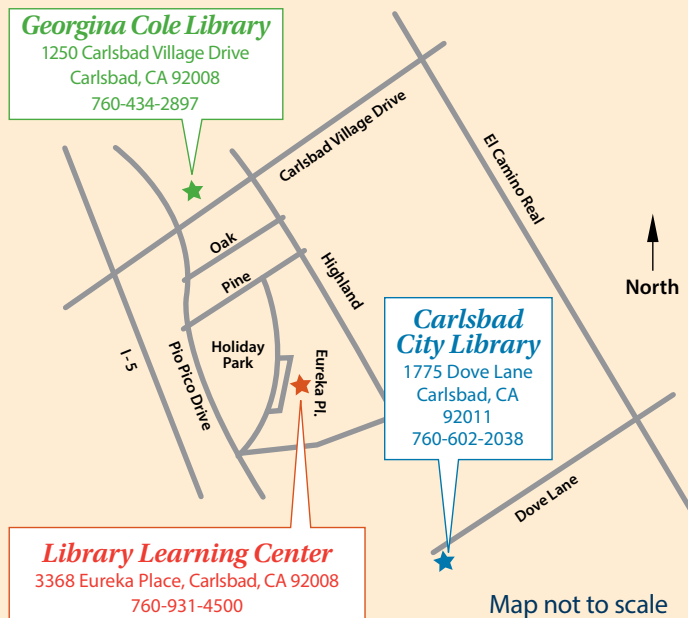 Georgina Cole Library
1250 Carlsbad Village Drive
Carlsbad, CA 92008
760-434-2897
Carlsbad Village Drive
El Camino Real
Oak
Pine
Highland
North
I-5
Pio Pico Drive
Holiday
Park
Eureka Pl.
Carlsbad
City Library
1775 Dove Lane
Carlsbad, CA
92011
760-602-2038
Dove Lane
Library Learning Center
3368 Eureka Place, Carlsbad, CA 92008
760-931-4500
Map not to scale